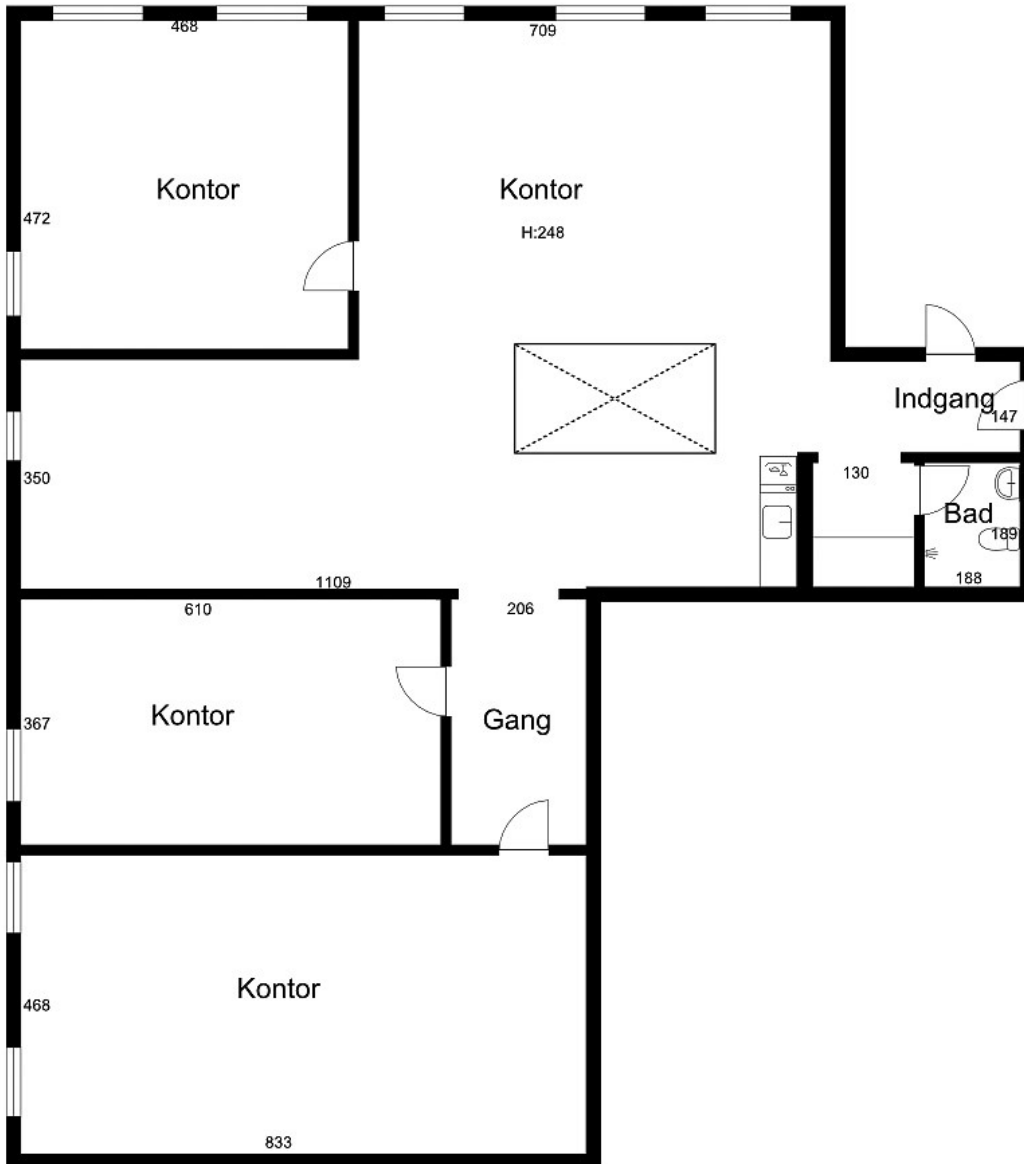 468
709
Kontor
Kontor
472
H:248
Indgang
147
350
130
Bad
189
188
1109
610
206
367
Kontor
Gang
Kontor
468
833